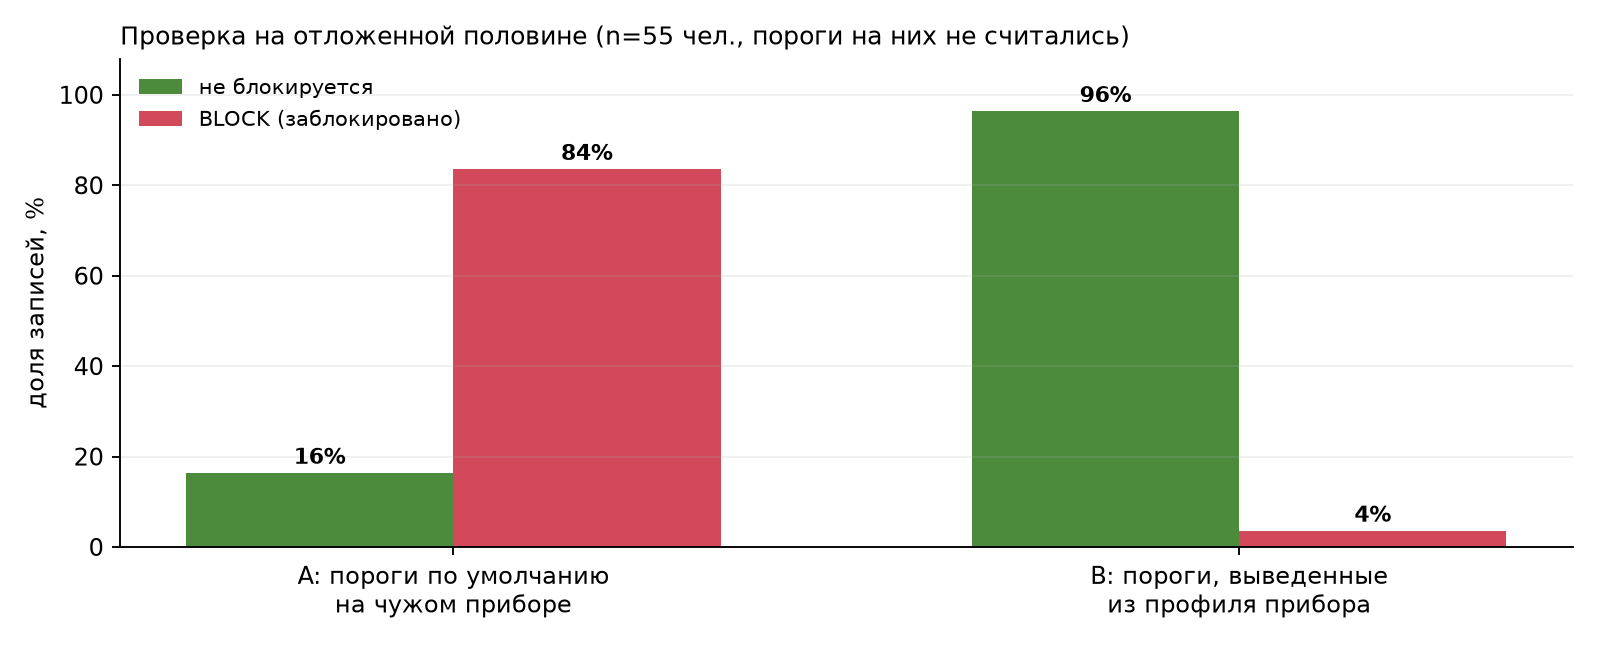 Проверка на отложенной половине (n=55 чел., пороги на них не считались)
не блокируется
BLOCK (заблокировано)
доля записей, %
100
80
60
40
20
0
16%
84%
96%
4%
A: пороги по умолчанию
на чужом приборе
B: пороги, выведенные
из профиля прибора